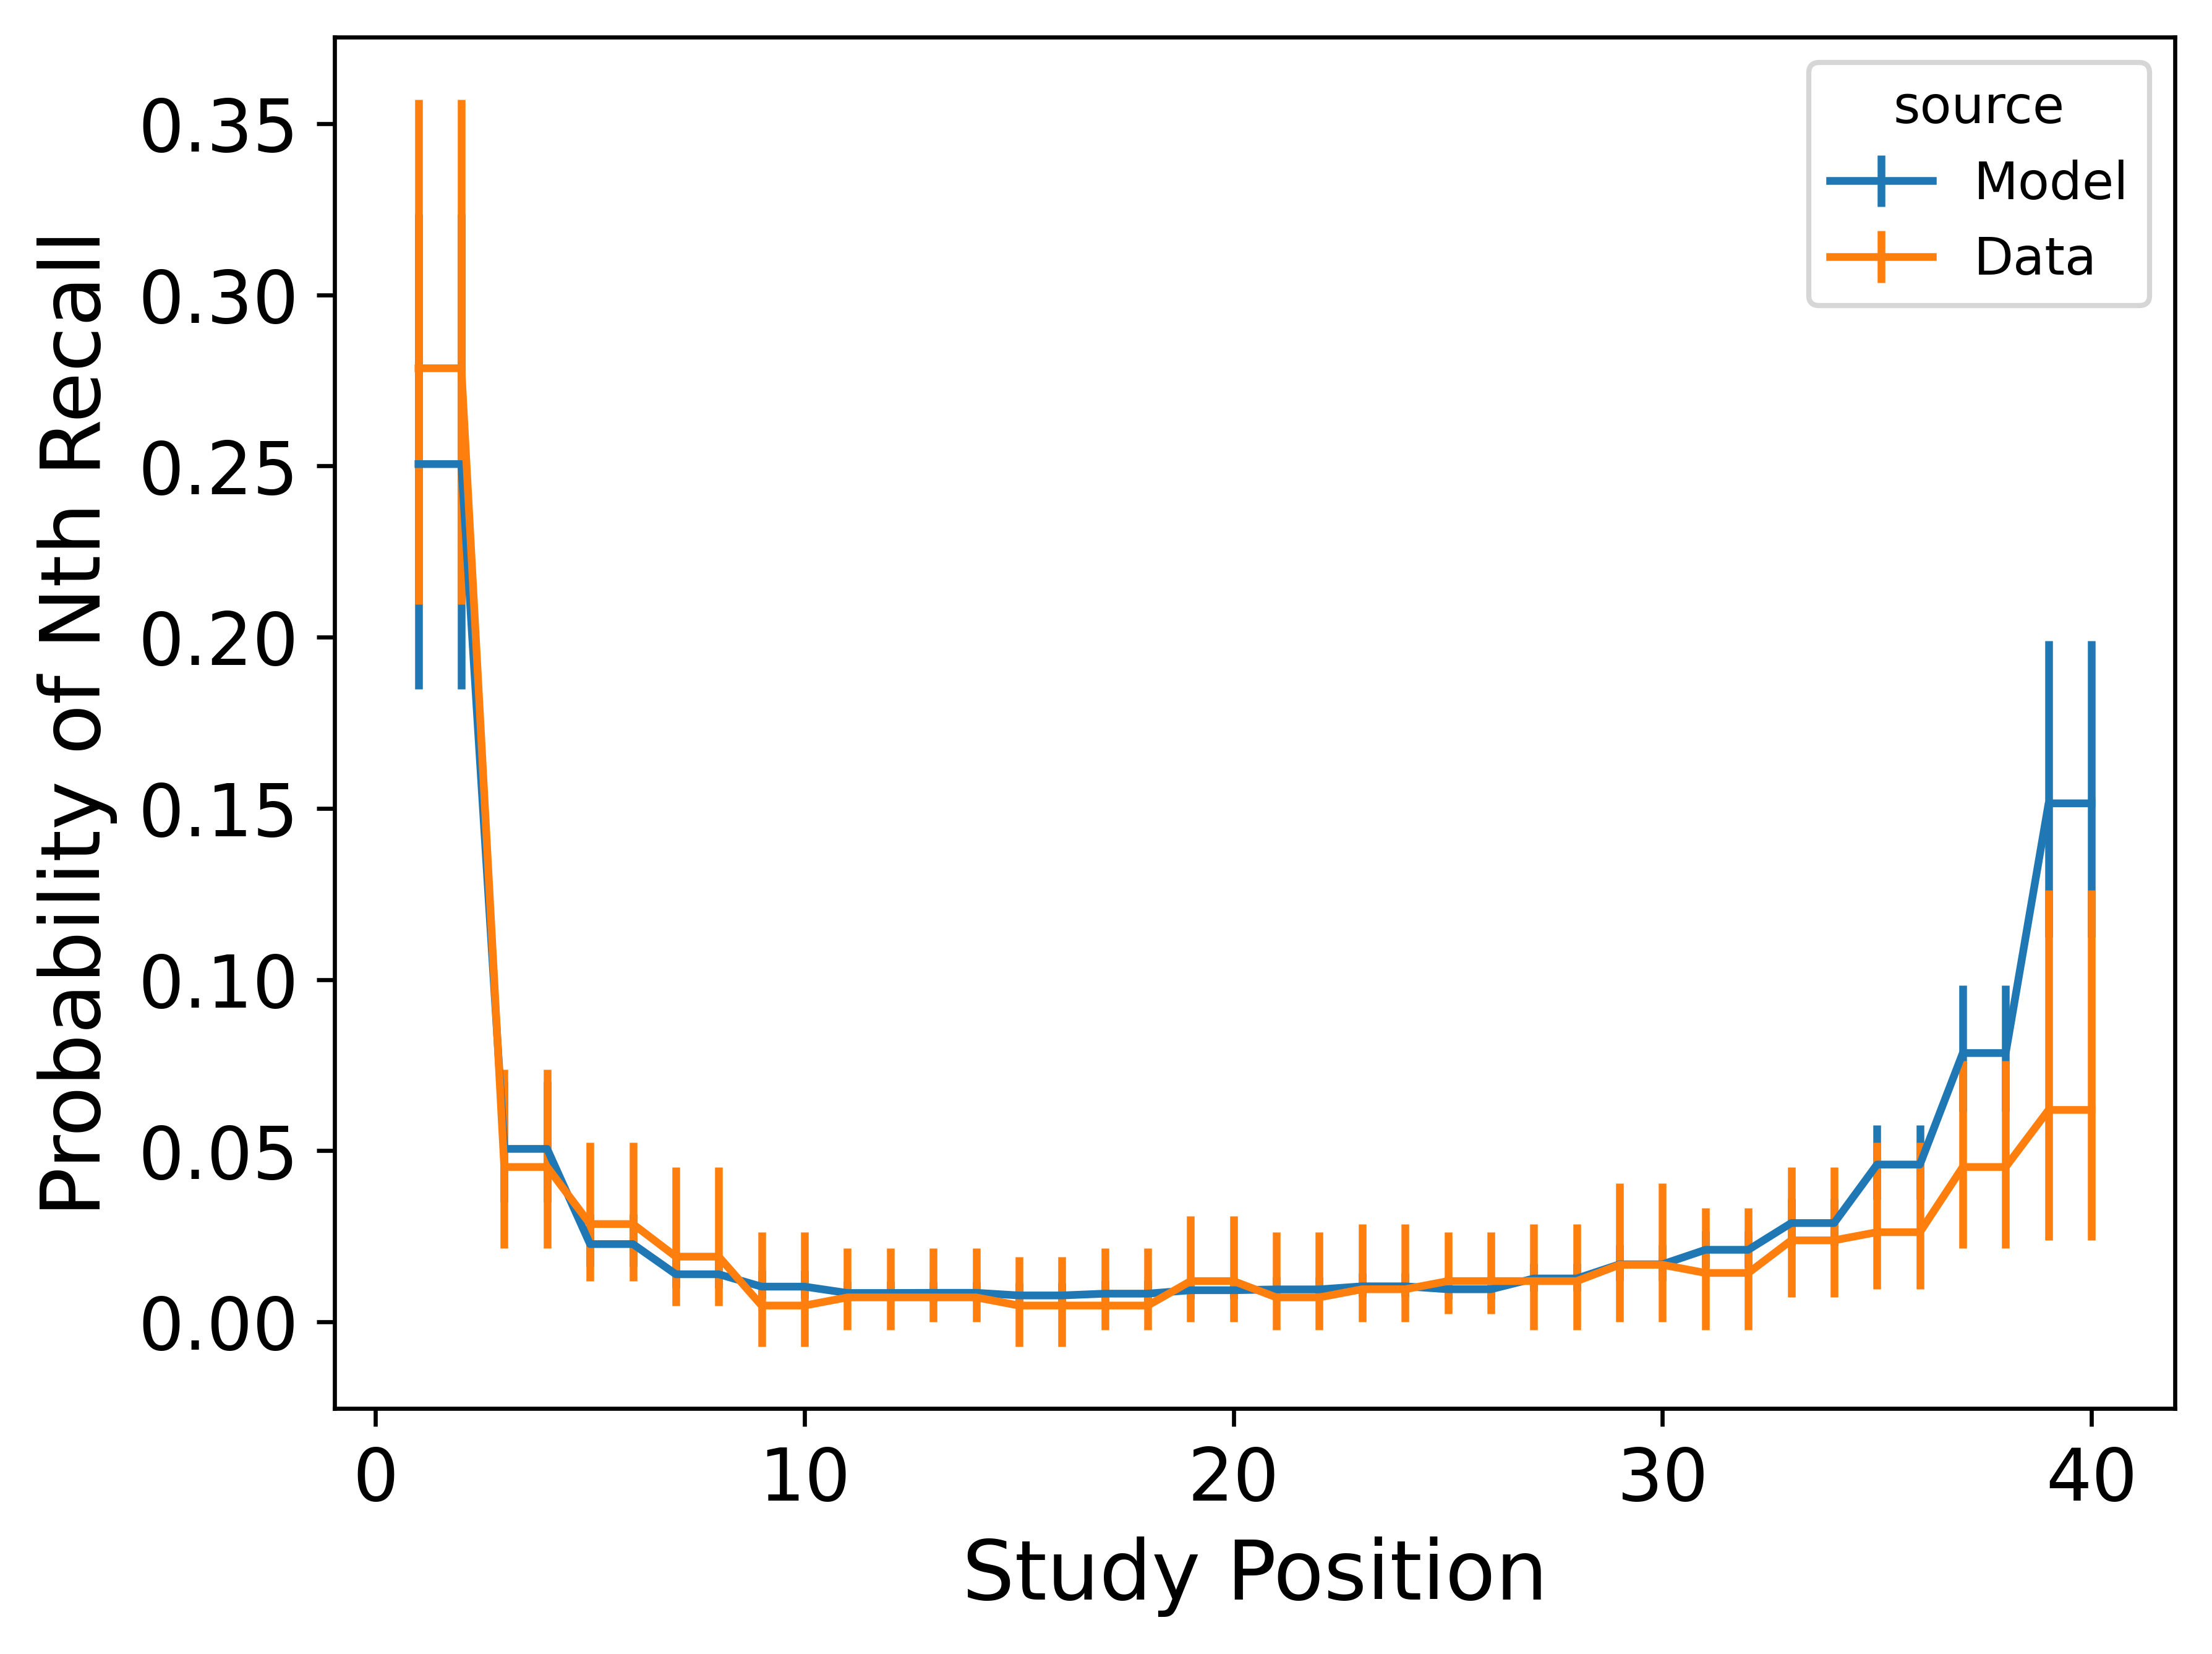 source
Model
Data
0.35
0.30
0.25
0.20
0.15
0.10
0.05
0.00
Probability of Nth Recall
0 10 20 30 40
Study Position